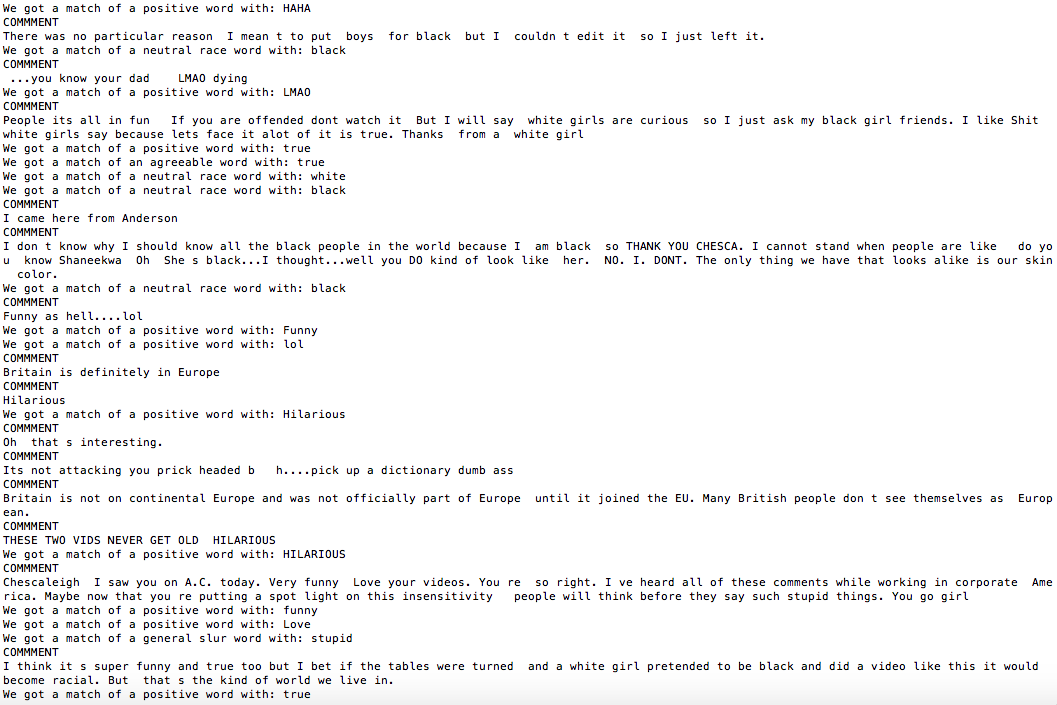 We got a match of a positive word with: HAHA
COMMMENT
There was no particular reason  I mean t to put  boys  for black  but I  couldn t edit it  so I just left it.
We got a match of a neutral race word with: black
COMMMENT
 ...you know your dad    LMAO dying
We got a match of a positive word with: LMAO
COMMMENT
People its all in fun   If you are offended dont watch it  But I will say  white girls are curious  so I just ask my black girl friends. I like Shit
white girls say because lets face it alot of it is true. Thanks  from a  white girl
We got a match of a positive word with: true
We got a match of an agreeable word with: true
We got a match of a neutral race word with: white
We got a match of a neutral race word with: black
COMMMENT
I came here from Anderson
COMMMENT
I don t know why I should know all the black people in the world because I  am black  so THANK YOU CHESCA. I cannot stand when people are like   do yo
u  know Shaneekwa  Oh  She s black...I thought...well you DO kind of look like  her.  NO. I. DONT. The only thing we have that looks alike is our skin
  color.
We got a match of a neutral race word with: black
COMMMENT
Funny as hell....lol
We got a match of a positive word with: Funny
We got a match of a positive word with: lol
COMMMENT
Britain is definitely in Europe
COMMMENT
Hilarious
We got a match of a positive word with: Hilarious
COMMMENT
Oh  that s interesting.
COMMMENT
Its not attacking you prick headed b   h....pick up a dictionary dumb ass
COMMMENT
Britain is not on continental Europe and was not officially part of Europe  until it joined the EU. Many British people don t see themselves as  Europ
ean.
COMMMENT
THESE TWO VIDS NEVER GET OLD  HILARIOUS
We got a match of a positive word with: HILARIOUS
COMMMENT
Chescaleigh  I saw you on A.C. today. Very funny  Love your videos. You re  so right. I ve heard all of these comments while working in corporate  Ame
rica. Maybe now that you re putting a spot light on this insensitivity   people will think before they say such stupid things. You go girl
We got a match of a positive word with: funny
We got a match of a positive word with: Love
We got a match of a general slur word with: stupid
COMMMENT
I think it s super funny and true too but I bet if the tables were turned  and a white girl pretended to be black and did a video like this it would
become racial. But  that s the kind of world we live in.
We got a match of a positive word with: true